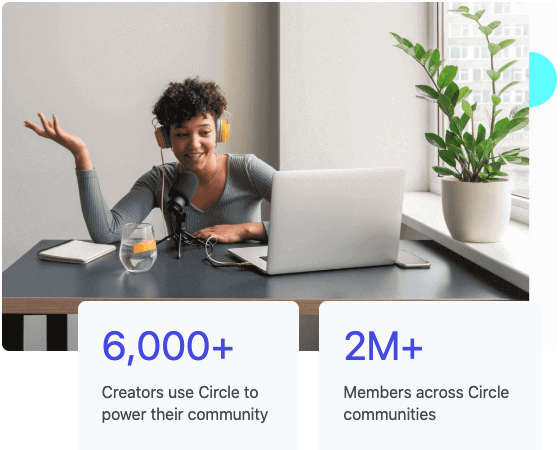 6,000+
Creators use Circle to
power their community
2M+
Members across Circle
communities